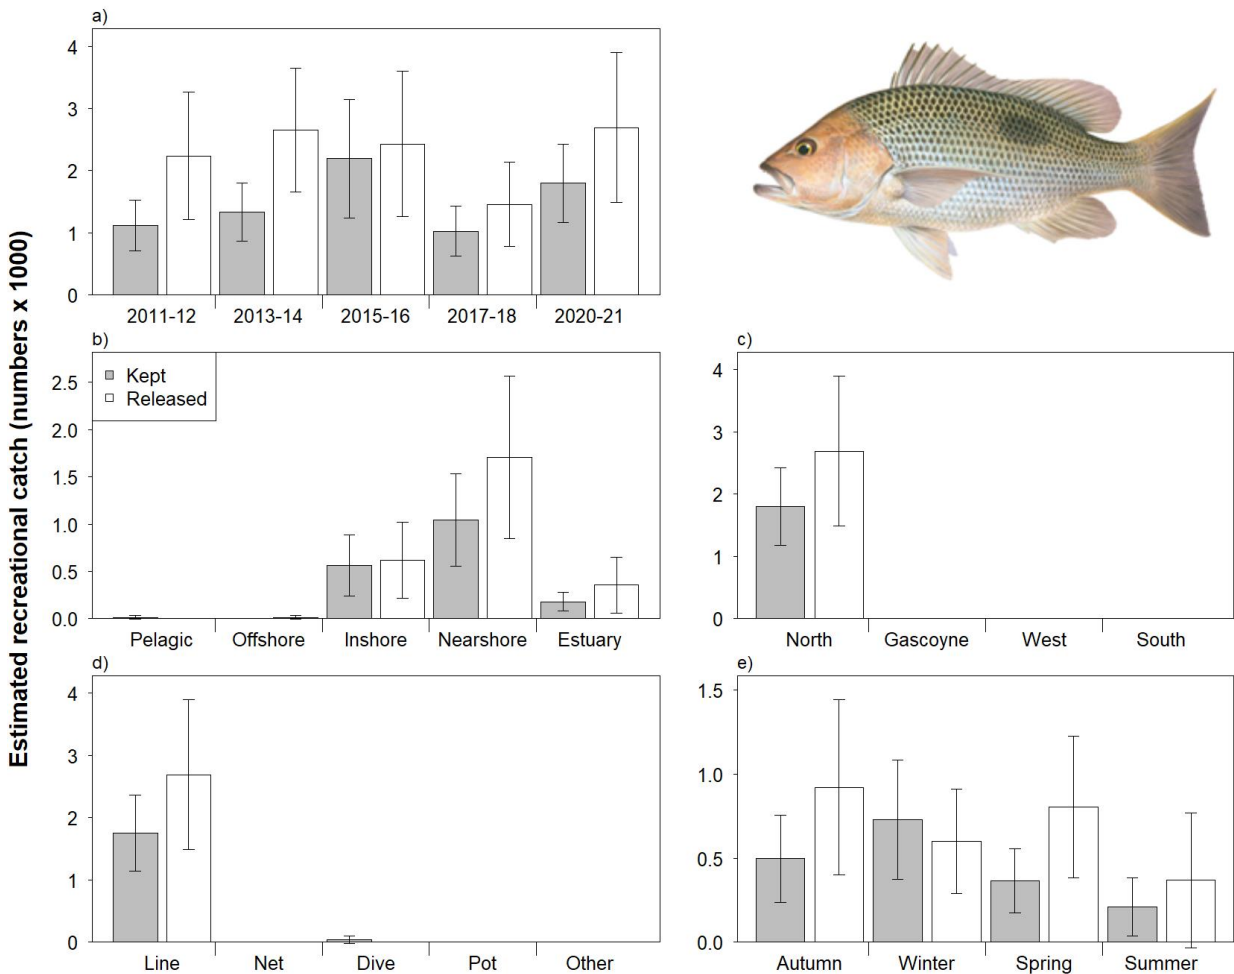 Estimated recreational catch (numbers x 1000)
a)
4
3
2
1
0
2011-12 2013-14 2015-16 2017-18 2020-21
b)
Kept
Released
2.5
2.0
1.5
1.0
0.5
0.0
Pelagic Offshore Inshore Nearshore Estuary
c)
4
3
2
1
0
North Gascoyne West South
d)
4
3
2
1
0
Line Net Dive Pot Other
e)
1.5
1.0
0.5
0.0
Autumn Winter Spring Summer